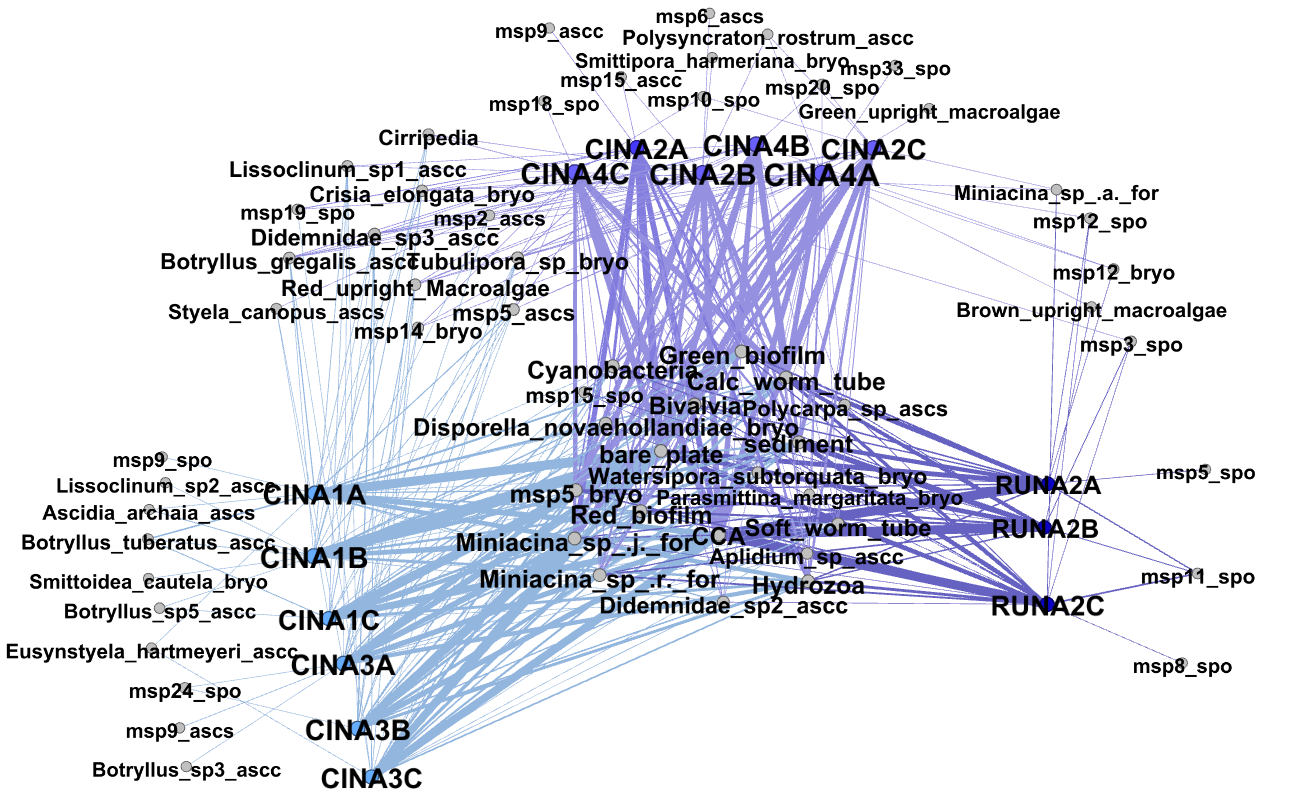 msp6_ascs
msp9_ascc
Polysyncraton_rostrum_ascc
Smittipora_harmeriana_bryo
msp33_spo
msp15_ascc
msp20_spo
msp18_spo
msp10_spo
Green_upright_macroalgae
Cirripedia
CINA2A
CINA4B
CINA2C
Lissoclinum_sp1_ascc
CINA4C
CINA2B
CINA4A
Crisia_elongata_bryo
Miniacina_sp_.a._for
msp19_spo
msp2_ascs
msp12_spo
Didemnidae_sp3_ascc
Botryllus_gregalis_ascc
Tubulipora_sp_bryo
msp12_bryo
Red_upright_Macroalgae
Styela_canopus_ascs
msp5_ascs
Brown_upright_macroalgae
msp14_bryo
msp3_spo
Green_biofilm
Cyanobacteria
Calc_worm_tube
msp15_spo
Bivalvia
Polycarpa_sp_ascs
Disporella_novaehollandiae_bryo
sediment
bare_plate
msp9_spo
Watersipora_subtorquata_bryo
msp5_spo
Lissoclinum_sp2_ascc
CINA1A
msp5_bryo
Parasmittina_margaritata_bryo
RUNA2A
Ascidia_archaia_ascs
Red_biofilm
Soft_worm_tube
RUNA2B
Botryllus_tuberatus_ascc
CINA1B
Miniacina_sp_.j._for
CCA
Aplidium_sp_ascc
Smittoidea_cautela_bryo
Miniacina_sp_.r._for
Hydrozoa
msp11_spo
Botryllus_sp5_ascc
CINA1C
Didemnidae_sp2_ascc
RUNA2C
Eusynstyela_hartmeyeri_ascc
CINA3A
msp8_spo
msp24_spo
msp9_ascs
CINA3B
Botryllus_sp3_ascc
CINA3C